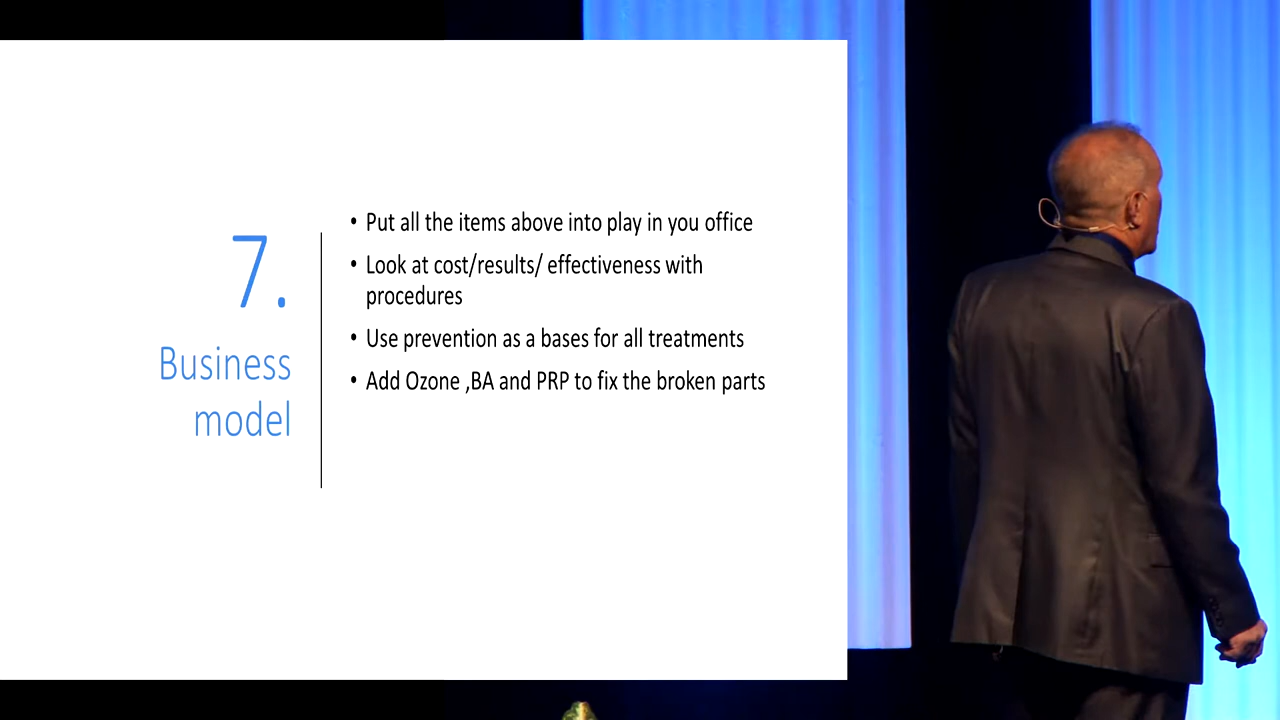 7.
Business
model
• Put all the items above into play in you office
• Look at cost/results/ effectiveness with
procedures
• Use prevention as a bases for all treatments
• Add Ozone ,BA and PRP to fix the broken parts